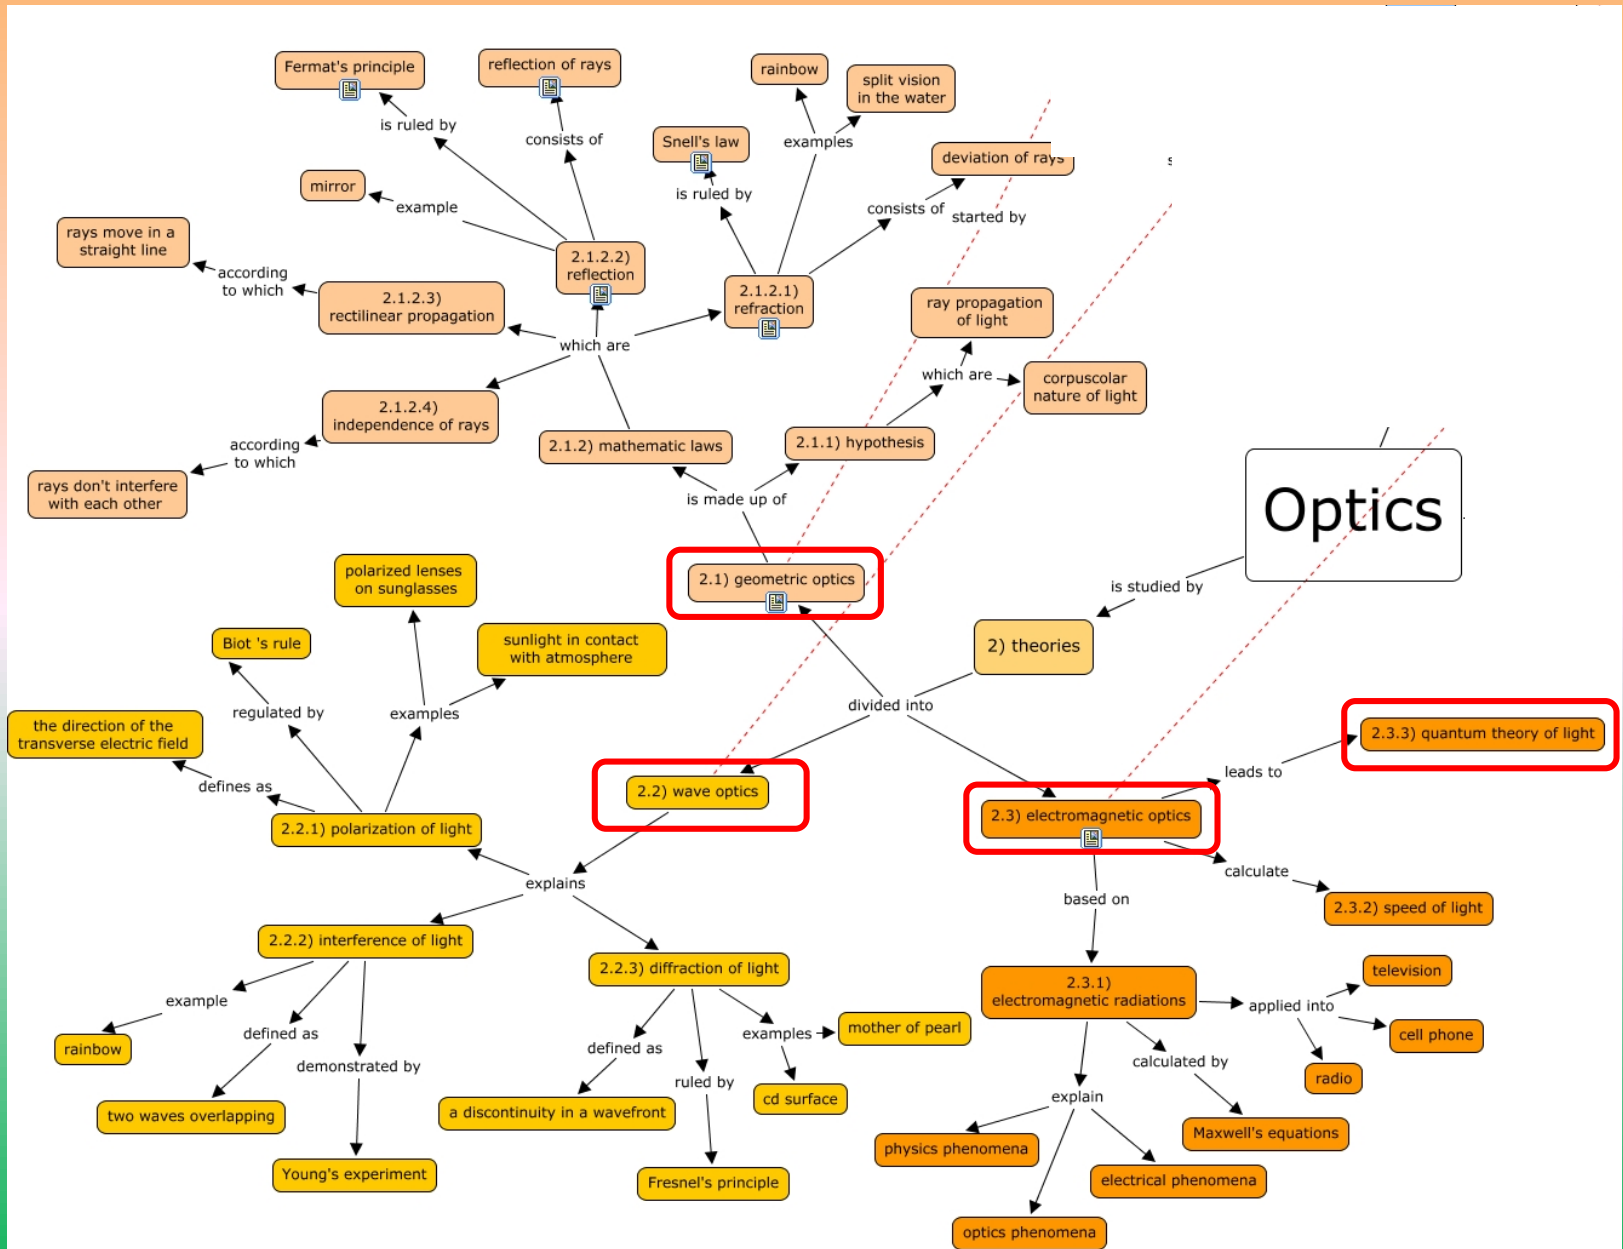 Fermat's principle
reflection of rays
rainbow
split vision
in the water
is ruled by
consists of
Snell's law
examples
deviation of rays
s
mirror
example
is ruled by
consists of
started by
rays move in a
straight line
according
to which
2.1.2.3)
rectilinear propagation
2.1.2.2)
reflection
2.1.2.1)
refraction
ray propagation
of light
which are
which are
corpuscolar
nature of light
2.1.2.4)
independence of rays
according
to which
rays don't interfere
with each other
2.1.2) mathematic laws
2.1.1) hypothesis
is made up of
Optics
2.1) geometric optics
is studied by
2) theories
divided into
polarized lenses
on sunglasses
Biot 's rule
sunlight in contact
with atmosphere
regulated by
examples
the direction of the
transverse electric field
defines as
2.2.1) polarization of light
2.2) wave optics
explains
2.3) electromagnetic optics
leads to
2.3.3) quantum theory of light
calculate
2.3.2) speed of light
based on
2.2.2) interference of light
2.2.3) diffraction of light
example
rainbow
defined as
two waves overlapping
demonstrated by
Young's experiment
defined as
a discontinuity in a wavefront
ruled by
Fresnel's principle
examples
mother of pearl
cd surface
2.3.1)
electromagnetic radiations
applied into
television
cell phone
radio
calculated by
Maxwell's equations
explain
physics phenomena
electrical phenomena
optics phenomena